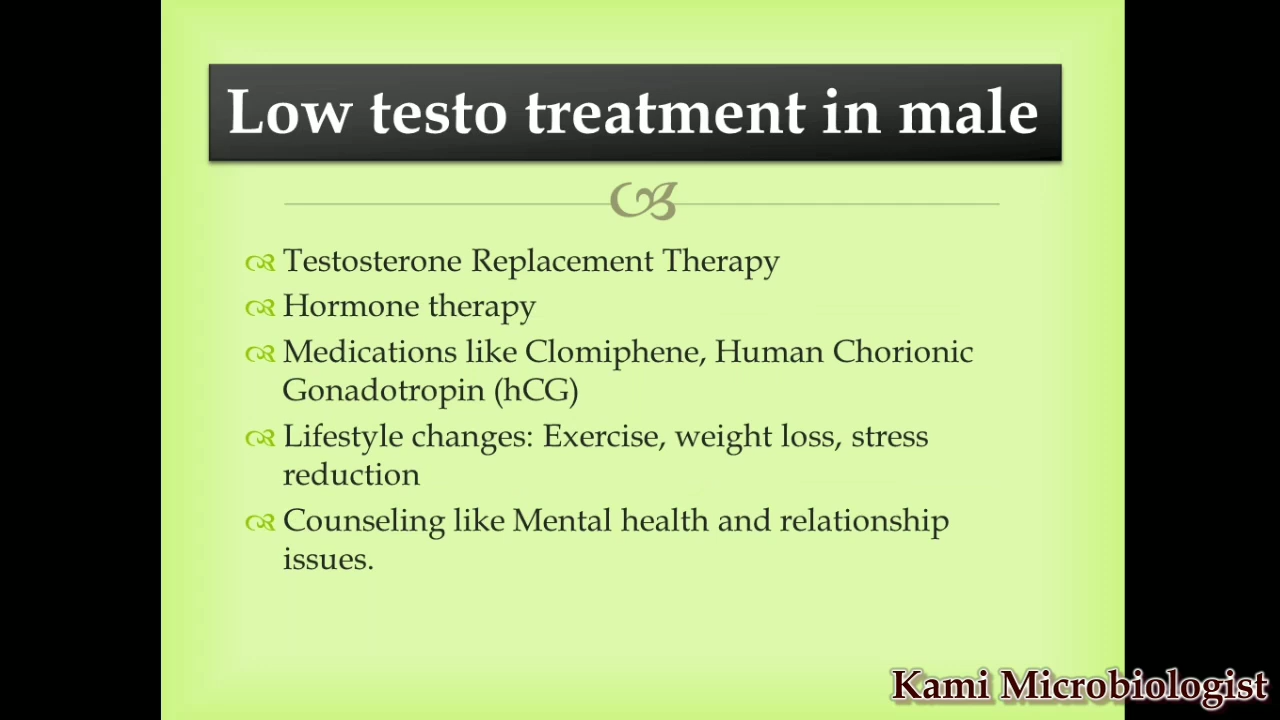 Low testo treatment in male
Testosterone Replacement Therapy
Hormone therapy
Medications like Clomiphene, Human Chorionic
Gonadotropin (hCG)
Lifestyle changes: Exercise, weight loss, stress
reduction
Counseling like Mental health and relationship
issues.
Kami Microbiologist